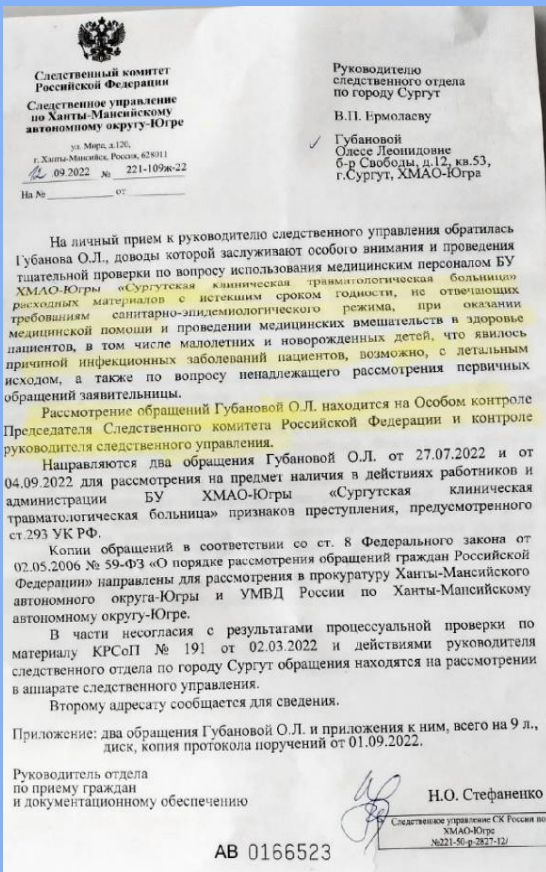 Следственный комитет
Российской Федерации
Следственное управление
по Ханты-Мансийскому
автономному округу-Югре
ул. Мира, д.120,
г. Ханты-Мансийск, Россия, 628011
12 .09.2022 № 221-109ж-22
На № от
Руководителю
следственного отдела
по городу Сургут
В.П. Ермолаеву
Губановой
Олесе Леонидовне
б-р Свободы, д.12, кв.53,
г.Сургут, ХМАО-Югра
На личный прием к руководителю следственного управления обратилась
Губанова О.Л., доводы которой заслуживают особого внимания и проведения
тщательной проверки по вопросу использования медицинским персоналом БУ
ХМАО-Югры «Сургутская клиническая травматологическая больница»
расходных материалов с истекшим сроком годности, не отвечающих
требованиям санитарно-эпидемиологического режима, при оказании
медицинской помощи и проведении медицинских вмешательств в здоровье
пациентов, в том числе малолетних и новорожденных детей, что явилось
причиной инфекционных заболеваний пациентов, возможно, с летальным
исходом, а также по вопросу ненадлежащего рассмотрения первичных
обращений заявительницы.
Рассмотрение обращений Губановой О.Л. находится на Особом контроле
Председателя Следственного комитета Российской Федерации и контроле
руководителя следственного управления.
Направляются два обращения Губановой О.Л. от 27.07.2022 и от
04.09.2022 для рассмотрения на предмет наличия в действиях работников и
администрации БУ ХМАО-Югры «Сургутская клиническая
травматологическая больница» признаков преступления, предусмотренного
ст.293 УК РФ.
Копии обращений в соответствии со ст. 8 Федерального закона от
02.05.2006 № 59-ФЗ «О порядке рассмотрения обращений граждан Российской
Федерации» направлены для рассмотрения в прокуратуру Ханты-Мансийского
автономного округа-Югры и УМВД России по Ханты-Мансийскому
автономному округу-Югре.
В части несогласия с результатами процессуальной проверки по
материалу КРСоП № 191 от 02.03.2022 и действиями руководителя
следственного отдела по городу Сургут обращения находятся на рассмотрении
в аппарате следственного управления.
Второму адресату сообщается для сведения.
Приложение: два обращения Губановой О.Л. и приложения к ним, всего на 9 л.,
диск, копия протокола поручений от 01.09.2022.
Руководитель отдела
по приему граждан
и документационному обеспечению
Н.О. Стефаненко
Следственное управление СК России по
ХМАО-Югре
№221-50-р-2827-12/
АВ 0166523